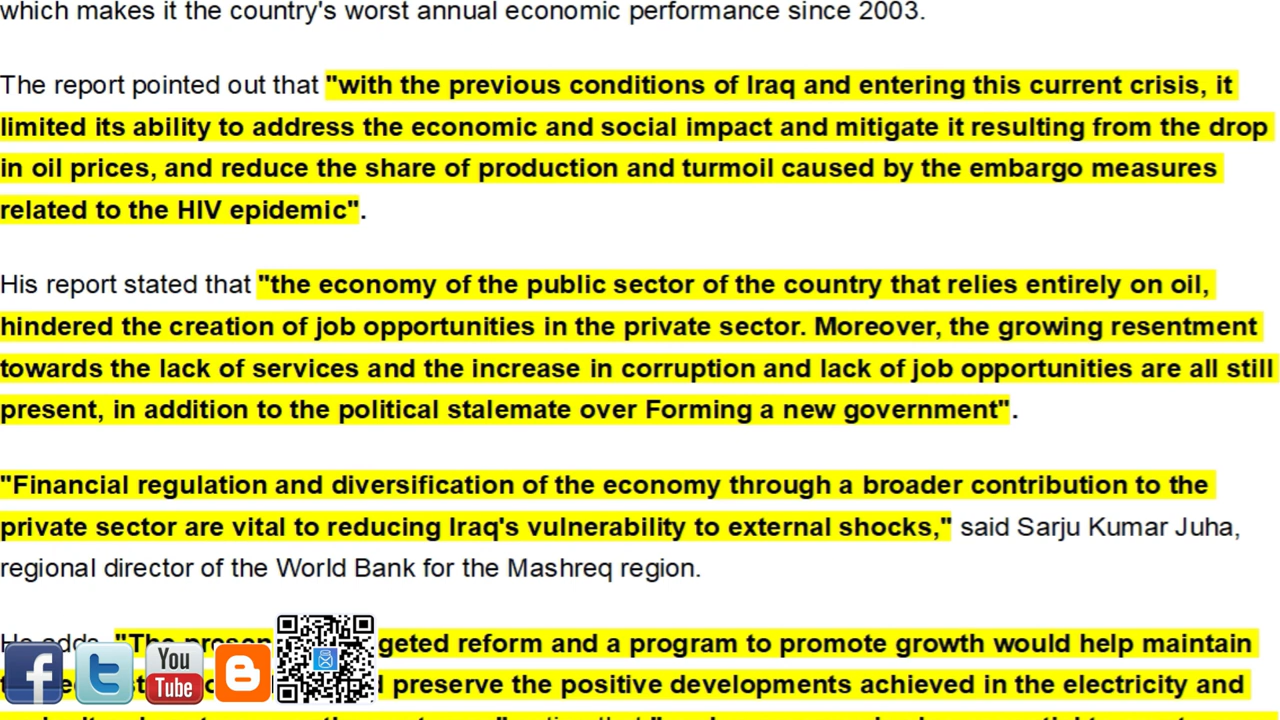 which makes it the country's worst annual economic performance since 2003.
The report pointed out that "with the previous conditions of Iraq and entering this current crisis, it
limited its ability to address the economic and social impact and mitigate it resulting from the drop
in oil prices, and reduce the share of production and turmoil caused by the embargo measures
related to the HIV epidemic".
His report stated that "the economy of the public sector of the country that relies entirely on oil,
hindered the creation of job opportunities in the private sector. Moreover, the growing resentment
towards the lack of services and the increase in corruption and lack of job opportunities are all still
present, in addition to the political stalemate over Forming a new government".
"Financial regulation and diversification of the economy through a broader contribution to the
private sector are vital to reducing Iraq's vulnerability to external shocks," said Sarju Kumar Juha,
regional director of the World Bank for the Mashreq region.
"The reform and a program to promote growth would help maintain
preserve the positive developments achieved in the electricity and
You
Tube